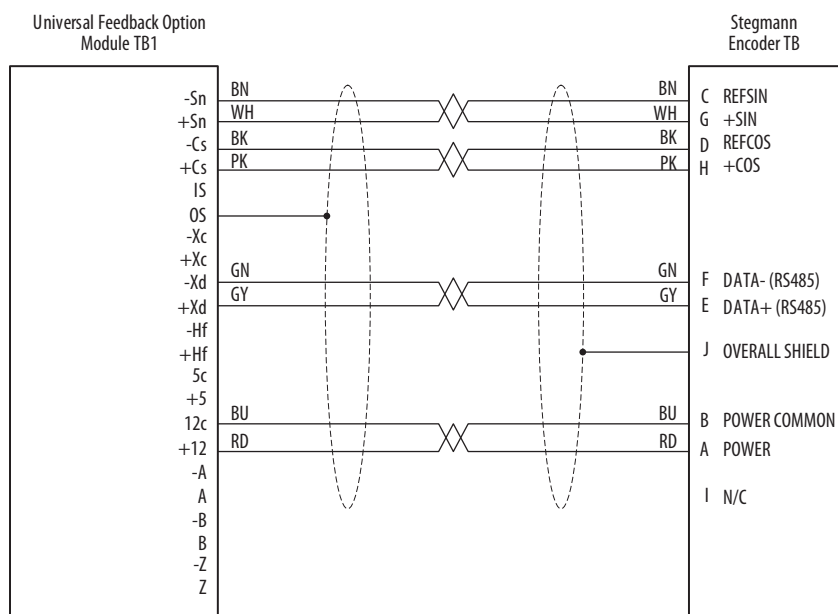 Universal Feedback Option
Module TB1
Stegmann
Encoder TB
-Sn BN BN C REFSIN
+Sn WH WH G +SIN
-Cs BK BK D REFCOS
+Cs PK PK H +COS
IS
OS
-Xc
+Xc
-Xd GN GN F DATA- (RS485)
+Xd GY GY E DATA+ (RS485)
-Hf
+Hf J OVERALL SHIELD
5c
+5
12c BU BU B POWER COMMON
+12 RD RD A POWER
-A
A I N/C
-B
B
-Z
Z